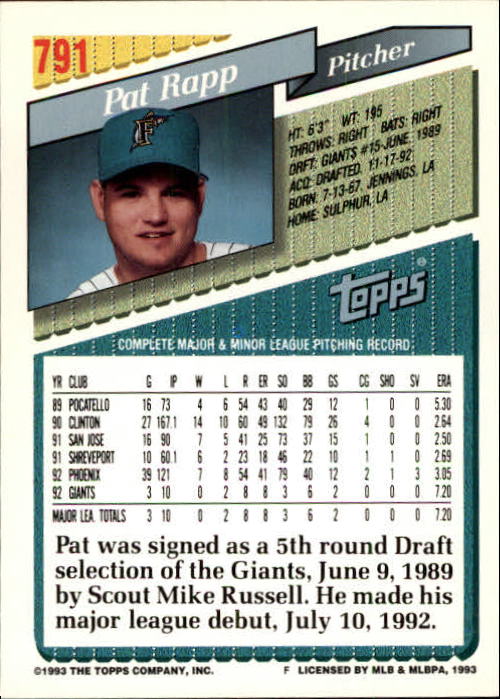 791
Pat Rapp
Pitcher
HT: 6'3" WT: 195
THROWS: RIGHT BATS: RIGHT
DRFT: GIANTS #15-JUNE, 1989
ACQ: DRAFTED, 11-17-92
BORN: 7-13-67, JENNINGS, LA
HOME: SULPHUR, LA
F
Topps®
COMPLETE MAJOR & MINOR LEAGUE PITCHING RECORD
YR CLUB G IP W L R ER SO BB GS CG SHO SV ERA
89 POCATELLO 16 73 4 6 54 43 40 29 12 1 0 0 5.30
90 CLINTON 27 167.1 14 10 60 49 132 79 26 4 0 0 2.64
91 SAN JOSE 16 90 7 5 41 25 73 37 15 1 0 0 2.50
91 SHREVEPORT 10 60.1 6 2 23 18 46 22 10 1 1 0 2.69
92 PHOENIX 39 121 7 8 54 41 79 40 12 2 1 3 3.05
92 GIANTS 3 10 0 2 8 8 3 6 2 0 0 0 7.20
MAJOR LEA. TOTALS 3 10 0 2 8 8 3 6 2 0 0 0 7.20
Pat was signed as a 5th round Draft
selection of the Giants, June 9, 1989
by Scout Mike Russell. He made his
major league debut, July 10, 1992.
©1993 THE TOPPS COMPANY, INC. F LICENSED BY MLB & MLBPA, 1993